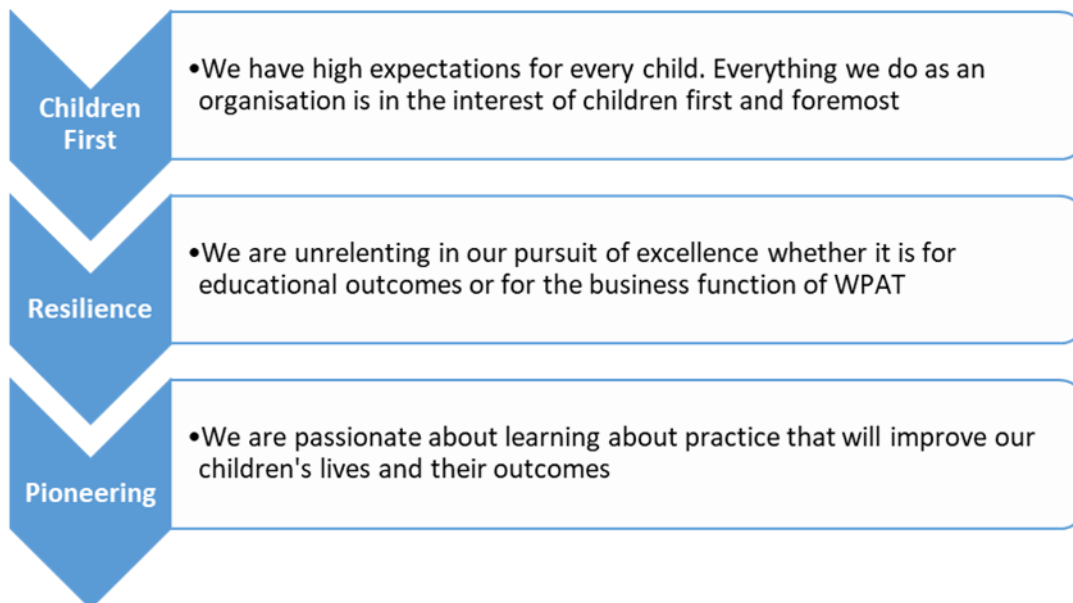 Children
First
•We have high expectations for every child. Everything we do as an
organisation is in the interest of children first and foremost
Resilience
•We are unrelenting in our pursuit of excellence whether it is for
educational outcomes or for the business function of WPAT
Pioneering
•We are passionate about learning about practice that will improve our
children's lives and their outcomes